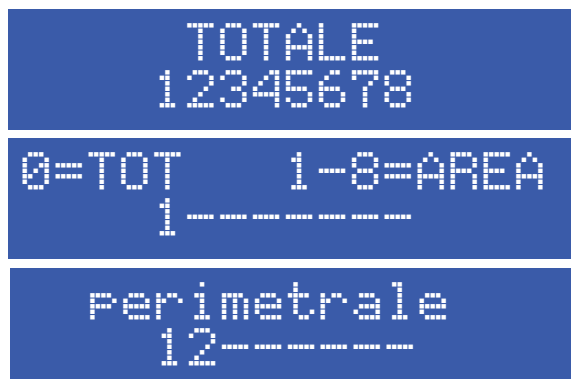 TOTALE
12345678
0=TOT   1-8=AREA
1-------
perimetrale
12------